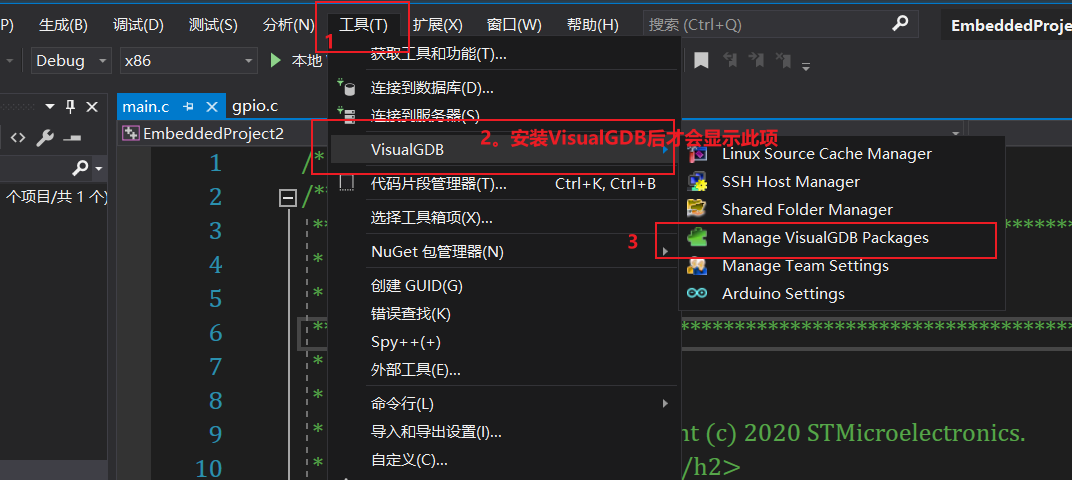 P) 生成(B) 调试(D) 测试(S) 分析(N) 工具(T) 扩展(X) 窗口(W) 帮助(H) 搜索 (Ctrl+Q) EmbeddedProje
1
Debug x86 本地
获取工具和功能(T)...
连接到数据库(D)...
连接到服务器(S)
main.c gpio.c
EmbeddedProject2
VisualGDB
2。安装VisualGDB后才会显示此项
Linux Source Cache Manager
SSH Host Manager
Shared Folder Manager
3
Manage VisualGDB Packages
Manage Team Settings
Arduino Settings
代码片段管理器(T)... Ctrl+K, Ctrl+B
选择工具箱项(X)...
NuGet 包管理器(N)
创建 GUID(G)
错误查找(K)
Spy++(+)
外部工具(E)...
命令行(L)
导入和导出设置(I)...
自定义(C)...
个项目/共 1 个)
1 /*
2 /**
3 **
4 *
5 *
6 **
7 *
8 *
9 * nt (c) 2020 STMicroelectronics.
10 * /h2>